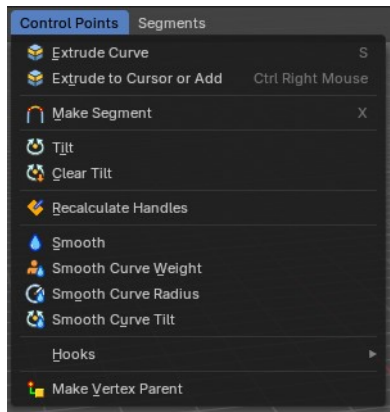 Control Points Segments
Extrude Curve S
Extrude to Cursor or Add Ctrl Right Mouse
Make Segment X
Tilt
Clear Tilt
Recalculate Handles
Smooth
Smooth Curve Weight
Smooth Curve Radius
Smooth Curve Tilt
Hooks
Make Vertex Parent